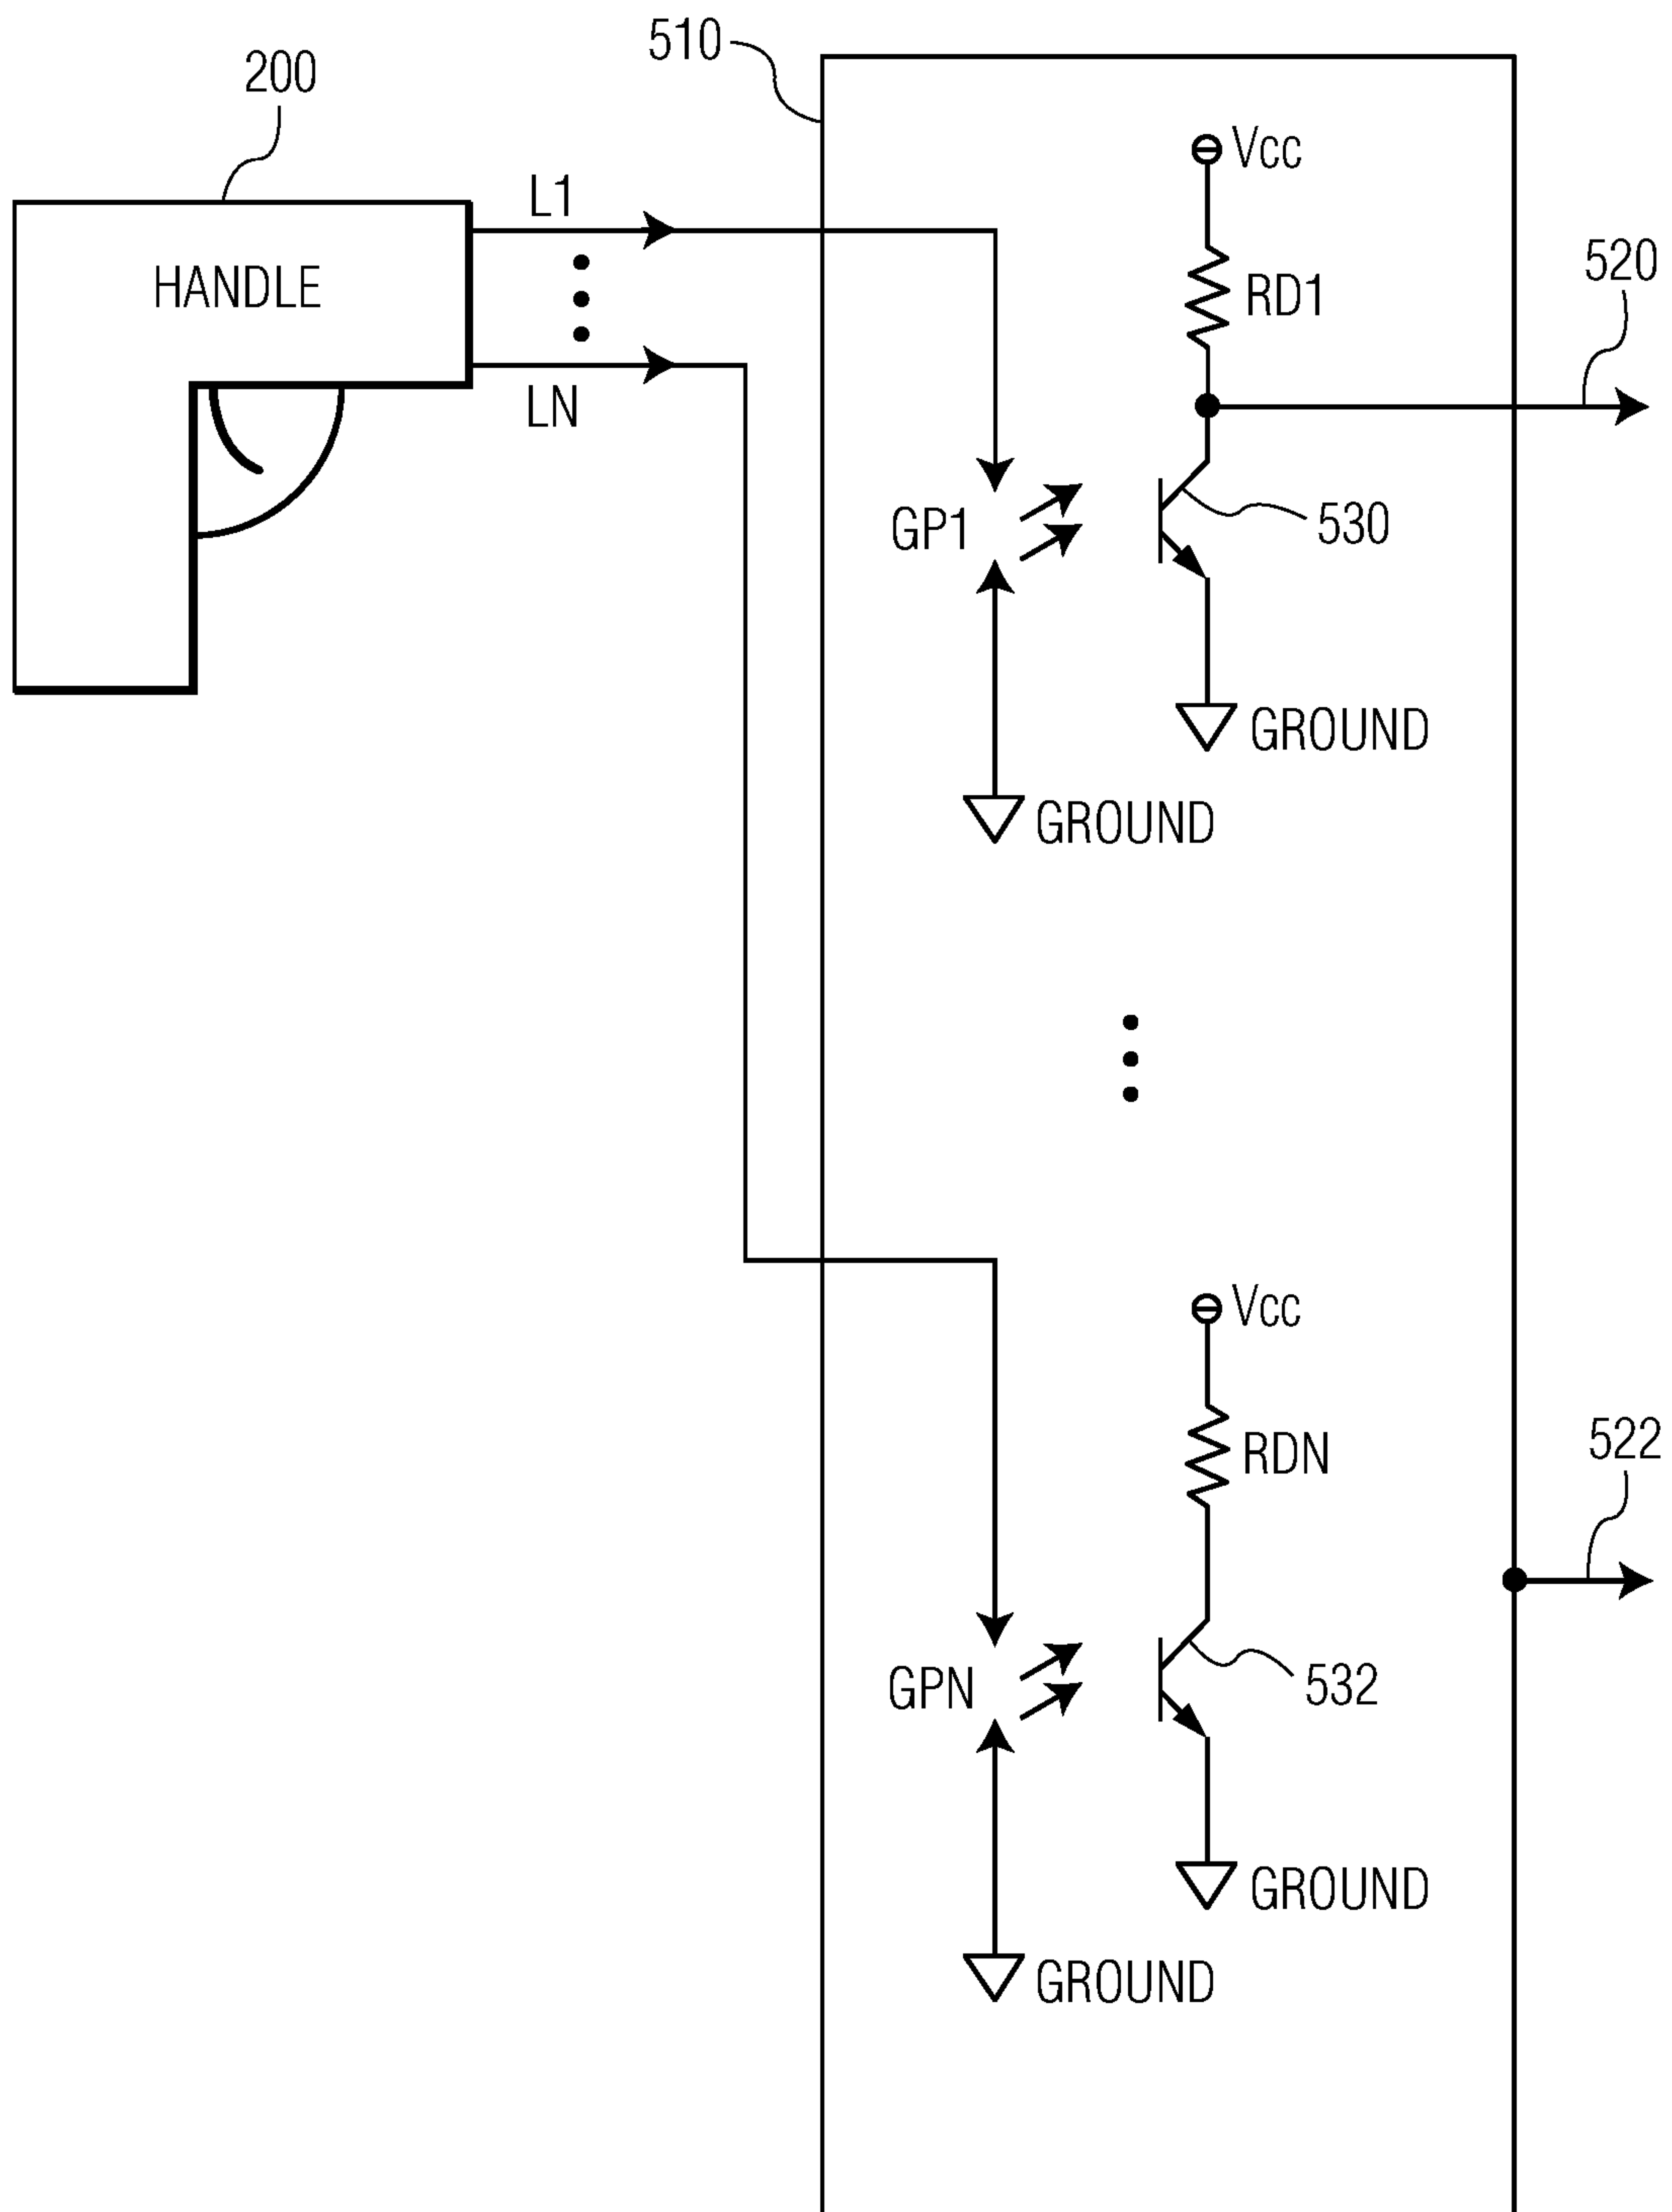 510
200
Vcc
L1
520
HANDLE
RD1
LN
GP1
530
GROUND
GROUND
Vcc
522
RDN
GPN
532
GROUND
GROUND